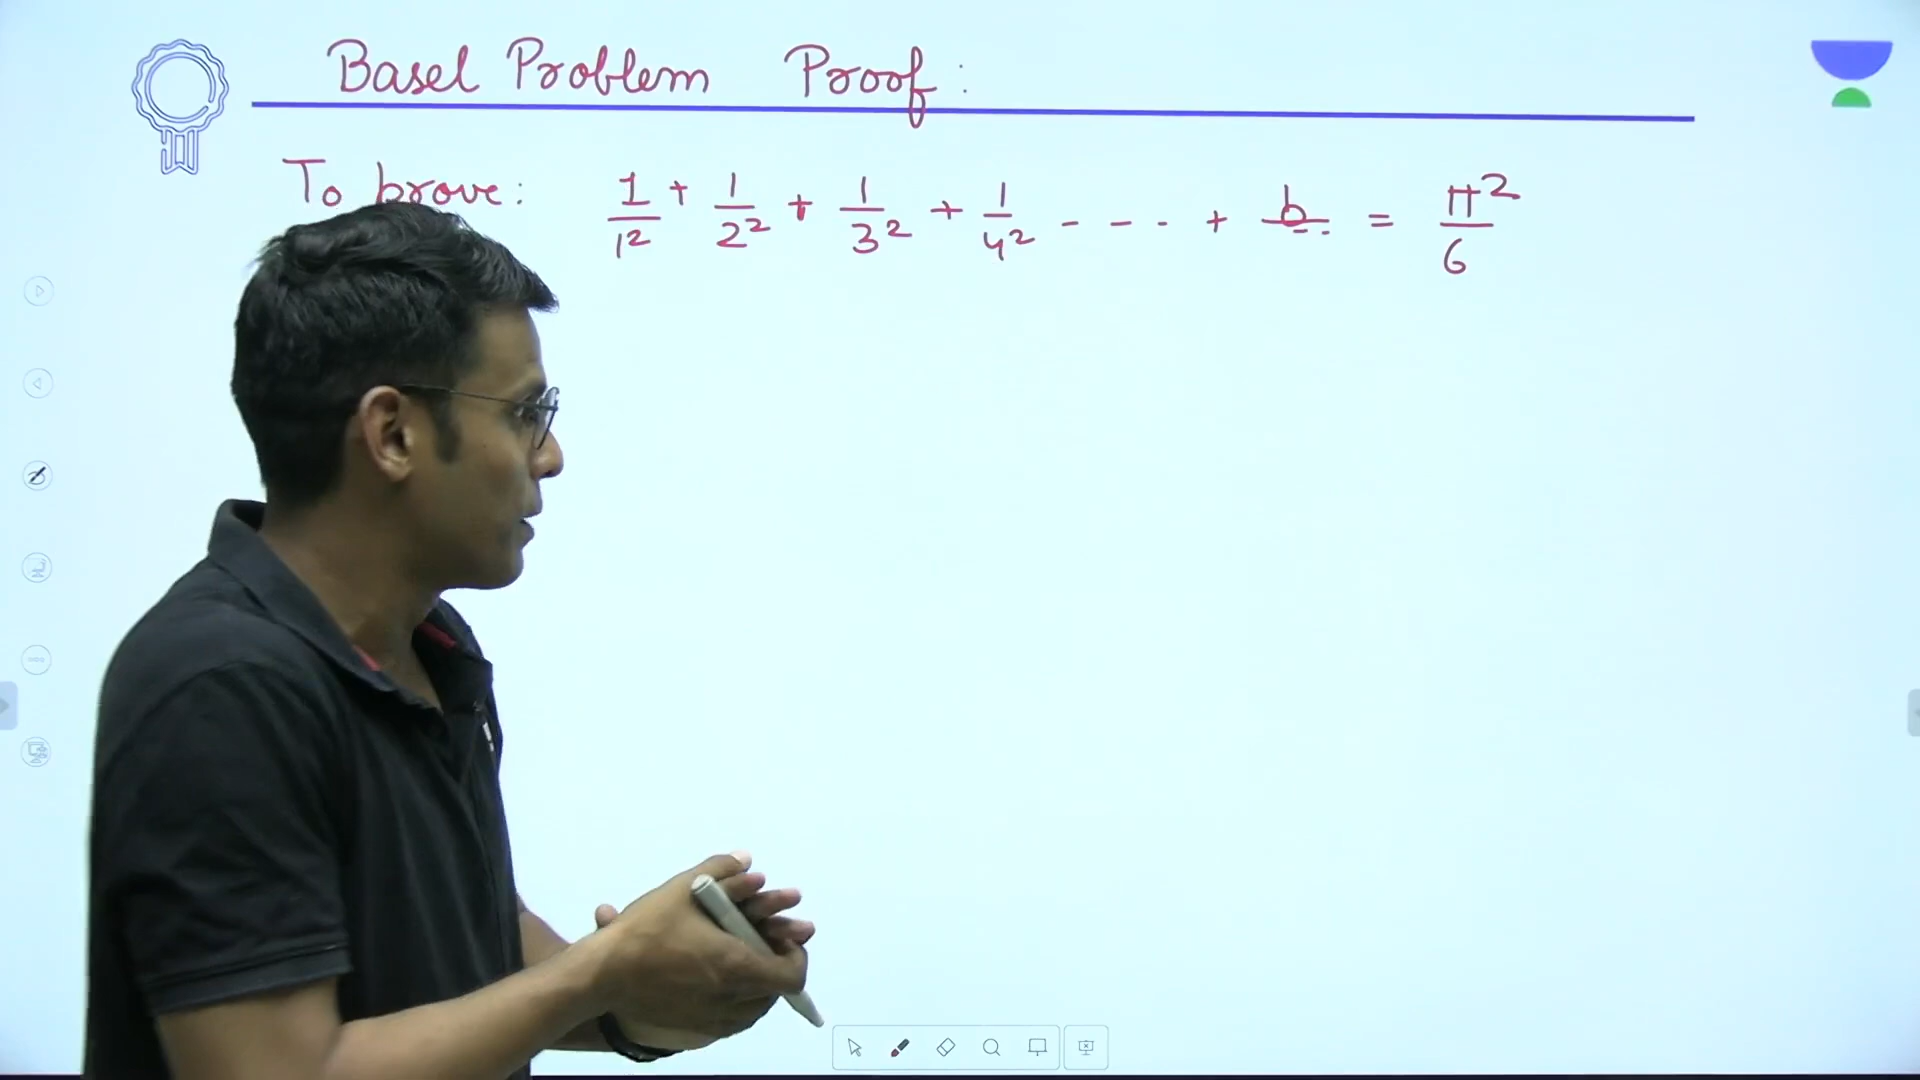 Basel Problem Proof:
To prove: 1/1² + 1/2² + 1/3² + 1/4² - - - - + = π²/6